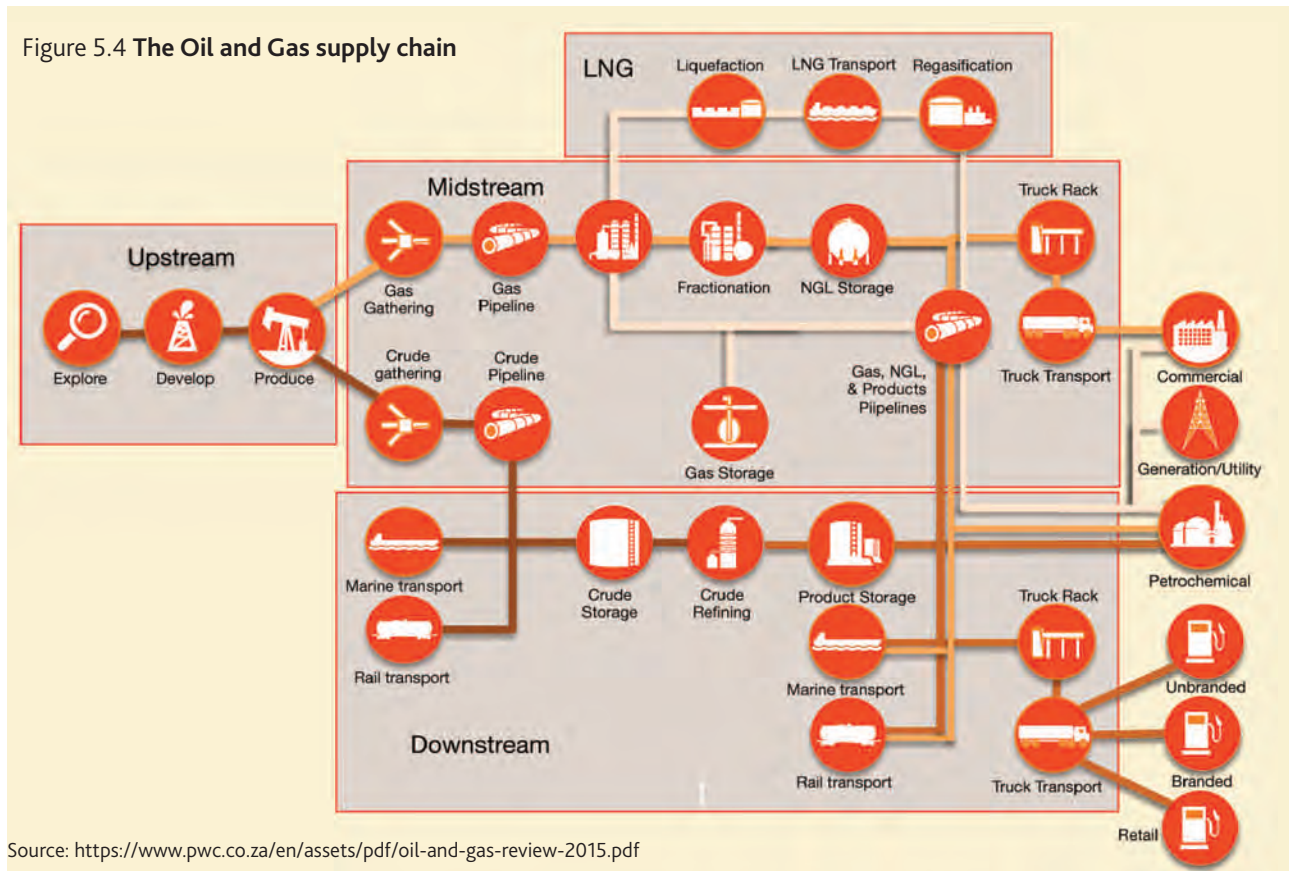 Figure 5.4 The Oil and Gas supply chain
LNG
Liquefaction
LNG Transport
Regasification
Midstream
Truck Rack
Upstream
Gas
Gathering
Gas
Pipeline
Fractionation
NGL Storage
Explore
Develop
Produce
Crude
gathering
Crude
Pipeline
Gas, NGL,
& Products
Piipelines
Truck Transport
Commercial
Gas Storage
Generation/Utility
Marine transport
Crude
Storage
Crude
Refining
Product Storage
Truck Rack
Petrochemical
Rail transport
Marine transport
Unbranded
Downstream
Rail transport
Truck Transport
Branded
Retail
Source: https://www.pwc.co.za/en/assets/pdf/oil-and-gas-review-2015.pdf